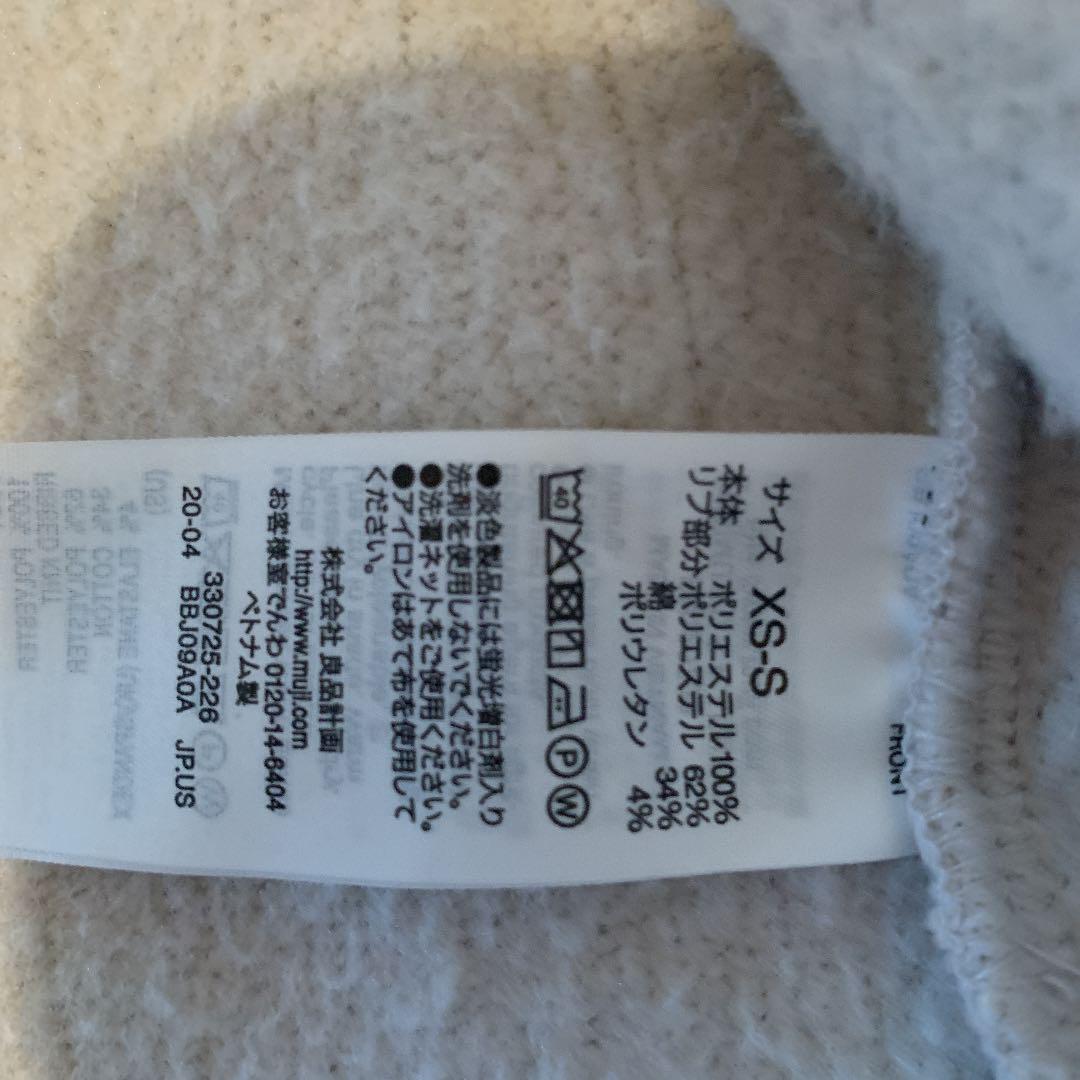 サイズ XS-S
本体 ポリエステル100%
リブ部分 ポリエステル 62%
綿 34%
ポリウレタン 4%
40 P W
●淡色製品には蛍光増白剤入り
洗剤を使用しないでください。
●洗濯ネットをご使用ください。
●アイロンはあて布を使用して
ください。
株式会社 良品計画
http://www.muji.com
お客様室でんわ 0120-14-6404
ベトナム製
330725-226
20-04 BBJ09A0A JP.US